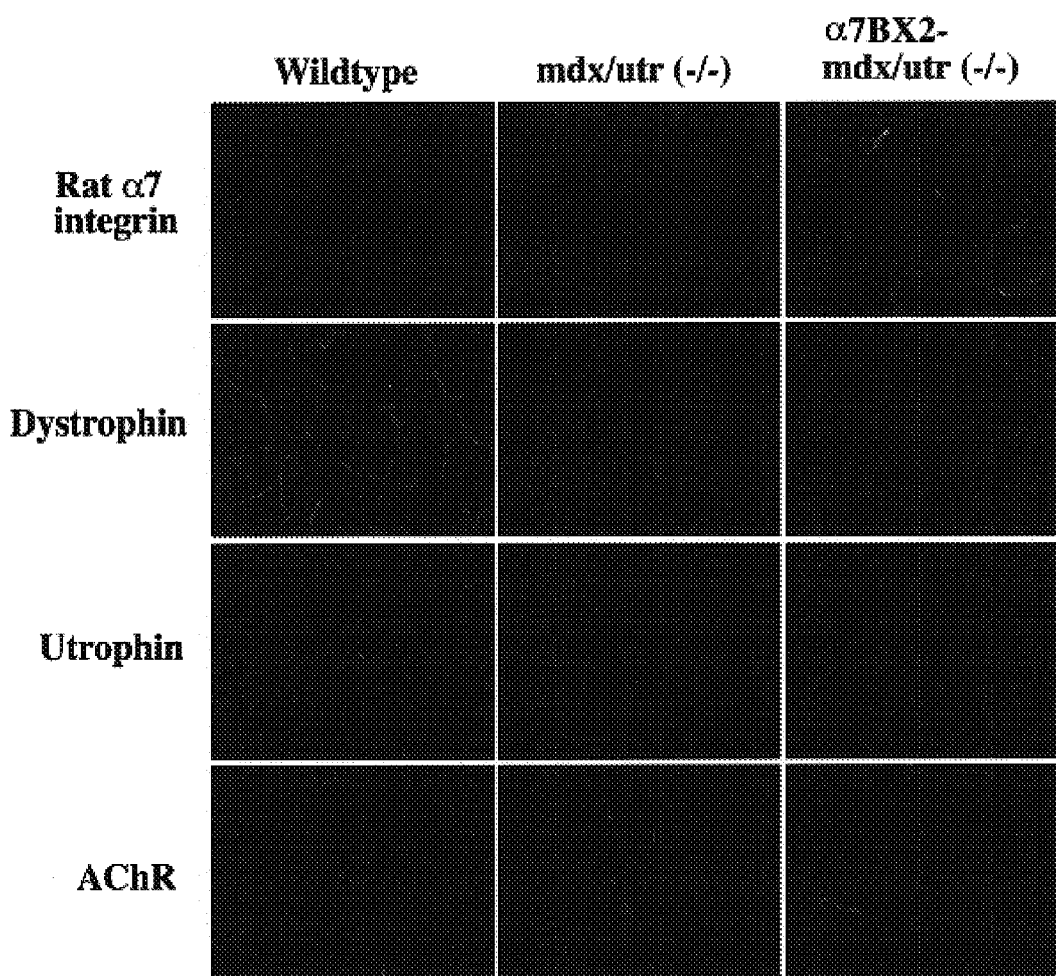 Wildtype
mdx/utr (-/-)
α7BX2-
mdx/utr (-/-)
Rat α7
integrin
Dystrophin
Utrophin
AChR